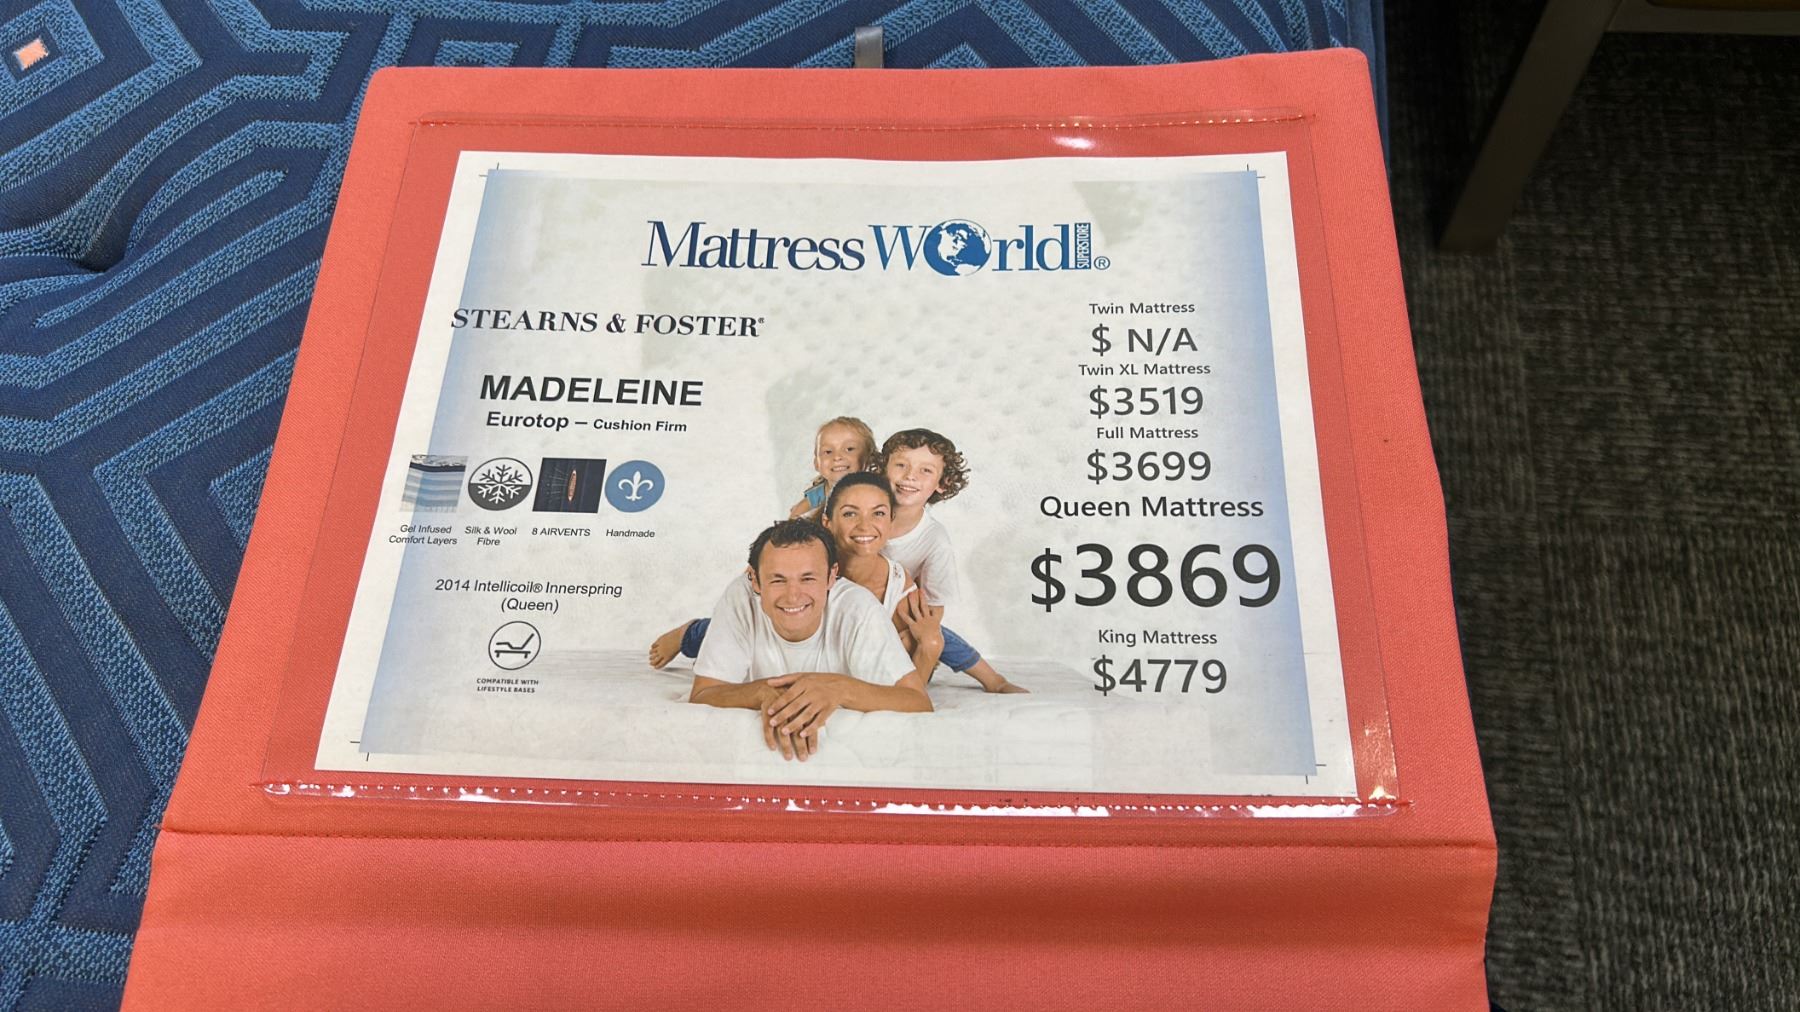 Mattress World SUPERSTORE ®
STEARNS & FOSTER®
MADELEINE
Eurotop – Cushion Firm
Gel Infused
Comfort Layers
Silk & Wool
Fibre
8 AIRVENTS
Handmade
2014 Intellicoil® Innerspring
(Queen)
COMPATIBLE WITH
LIFESTYLE BASES
Twin Mattress
$ N/A
Twin XL Mattress
$3519
Full Mattress
$3699
Queen Mattress
$3869
King Mattress
$4779